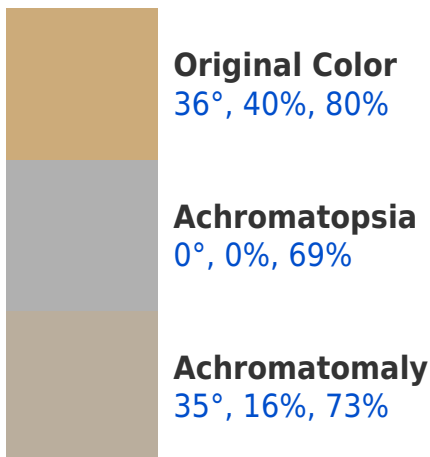 Original Color
36°, 40%, 80%
Achromatopsia
0°, 0%, 69%
Achromatomaly
35°, 16%, 73%